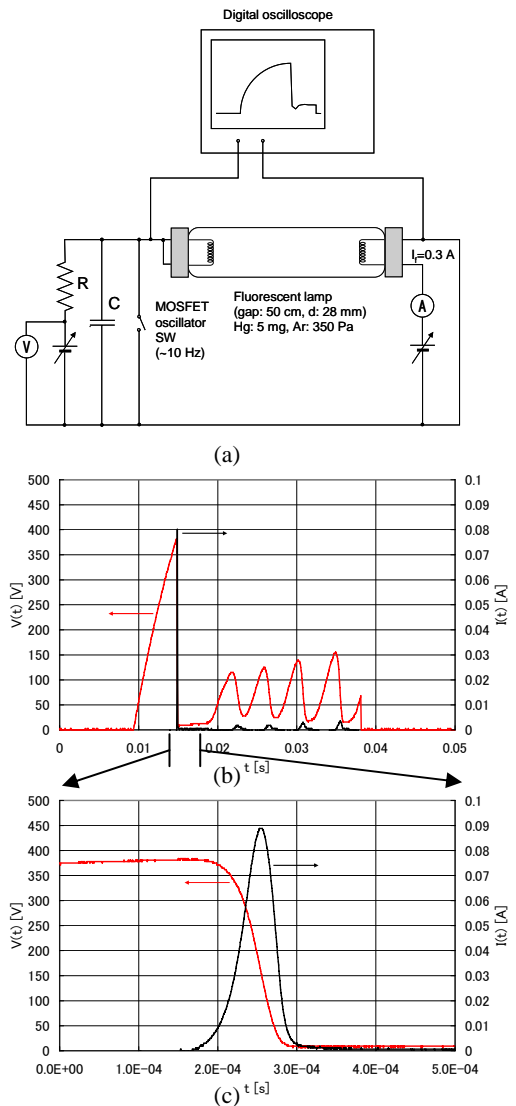 Digital oscilloscope
I_f=0.3 A
R
C
V
A
MOSFET
oscillator
SW
(~10 Hz)
Fluorescent lamp
(gap: 50 cm, d: 28 mm)
Hg: 5 mg, Ar: 350 Pa
(a)
500
450
400
350
300
250
200
150
100
50
0
V(t) [V]
0.1
0.09
0.08
0.07
0.06
0.05
0.04
0.03
0.02
0.01
0
I(t) [A]
0
0.01
0.02
0.03
0.04
0.05
(b) t [s]
500
450
400
350
300
250
200
150
100
50
0
V(t) [V]
0.1
0.09
0.08
0.07
0.06
0.05
0.04
0.03
0.02
0.01
0
I(t) [A]
0.0E+00
1.0E-04
2.0E-04
3.0E-04
4.0E-04
5.0E-04
(c) t [s]